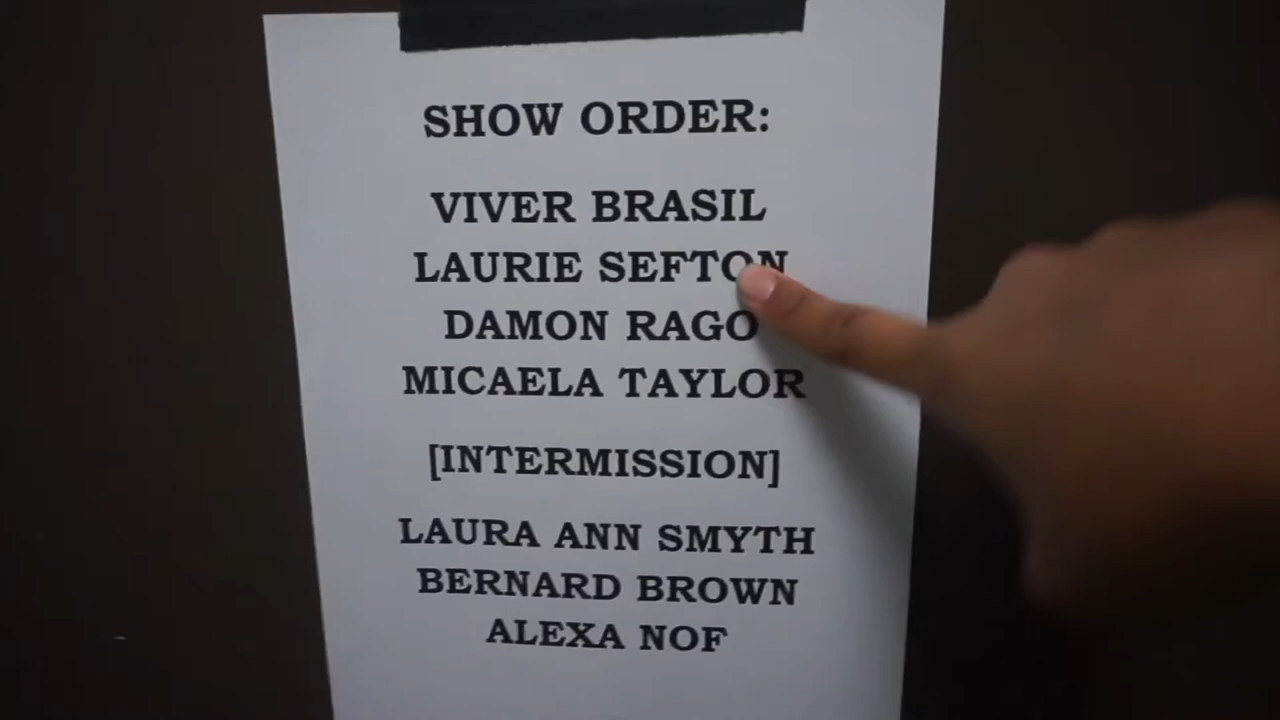 SHOW ORDER:
VIVER BRASIL
LAURIE SEFTON
DAMON RAGO
MICAELA TAYLOR
[INTERMISSION]
LAURA ANN SMYTH
BERNARD BROWN
ALEXA NOF